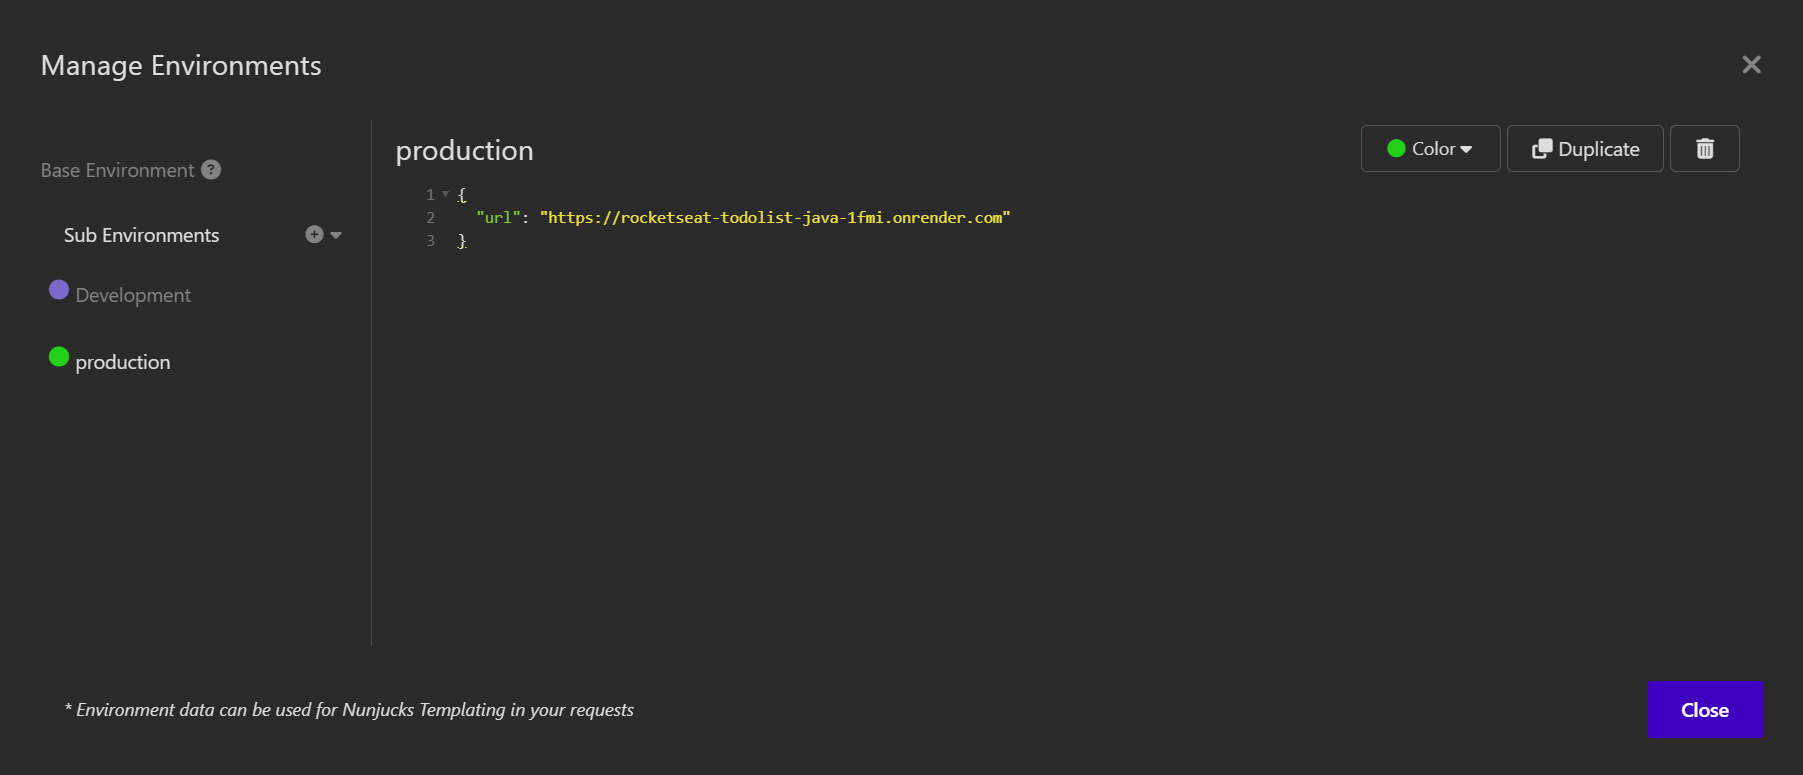 Manage Environments
Base Environment ?
Sub Environments
Development
production
production
Color
Duplicate
1 {
2 "url": "https://rocketseat-todolist-java-1fmi.onrender.com"
3 }
* Environment data can be used for Nunjucks Templating in your requests
Close